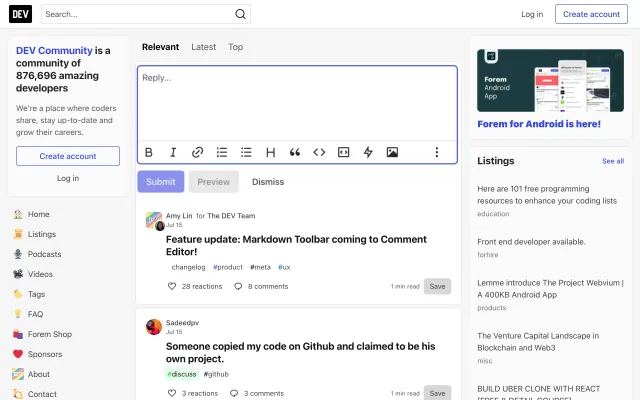 DEV
Search...
Log in
Create account
DEV Community is a
community of
876,696 amazing
developers
We're a place where coders
share, stay up-to-date and
grow their careers.
Create account
Log in
Home
Listings
Podcasts
Videos
Tags
FAQ
Forem Shop
Sponsors
About
Contact
Relevant
Latest
Top
Reply...
B I H
Submit
Preview
Dismiss
Amy Lin for The DEV Team
Jul 15
Feature update: Markdown Toolbar coming to Comment
Editor!
changelog #product #meta #ux
28 reactions
8 comments
1 min read
Save
Sadeedpv
Jul 15
Someone copied my code on Github and claimed to be his
own project.
#discuss #github
3 reactions
3 comments
1 min read
Save
Forem
Android
App
Forem for Android is here!
Listings
See all
Here are 101 free programming
resources to enhance your coding lists
education
Front end developer available.
forhire
Lemme introduce The Project Webvium |
A 400KB Android App
products
The Venture Capital Landscape in
Blockchain and Web3
misc
BUILD UBER CLONE WITH REACT
[FREE & DETAIL COURSE]